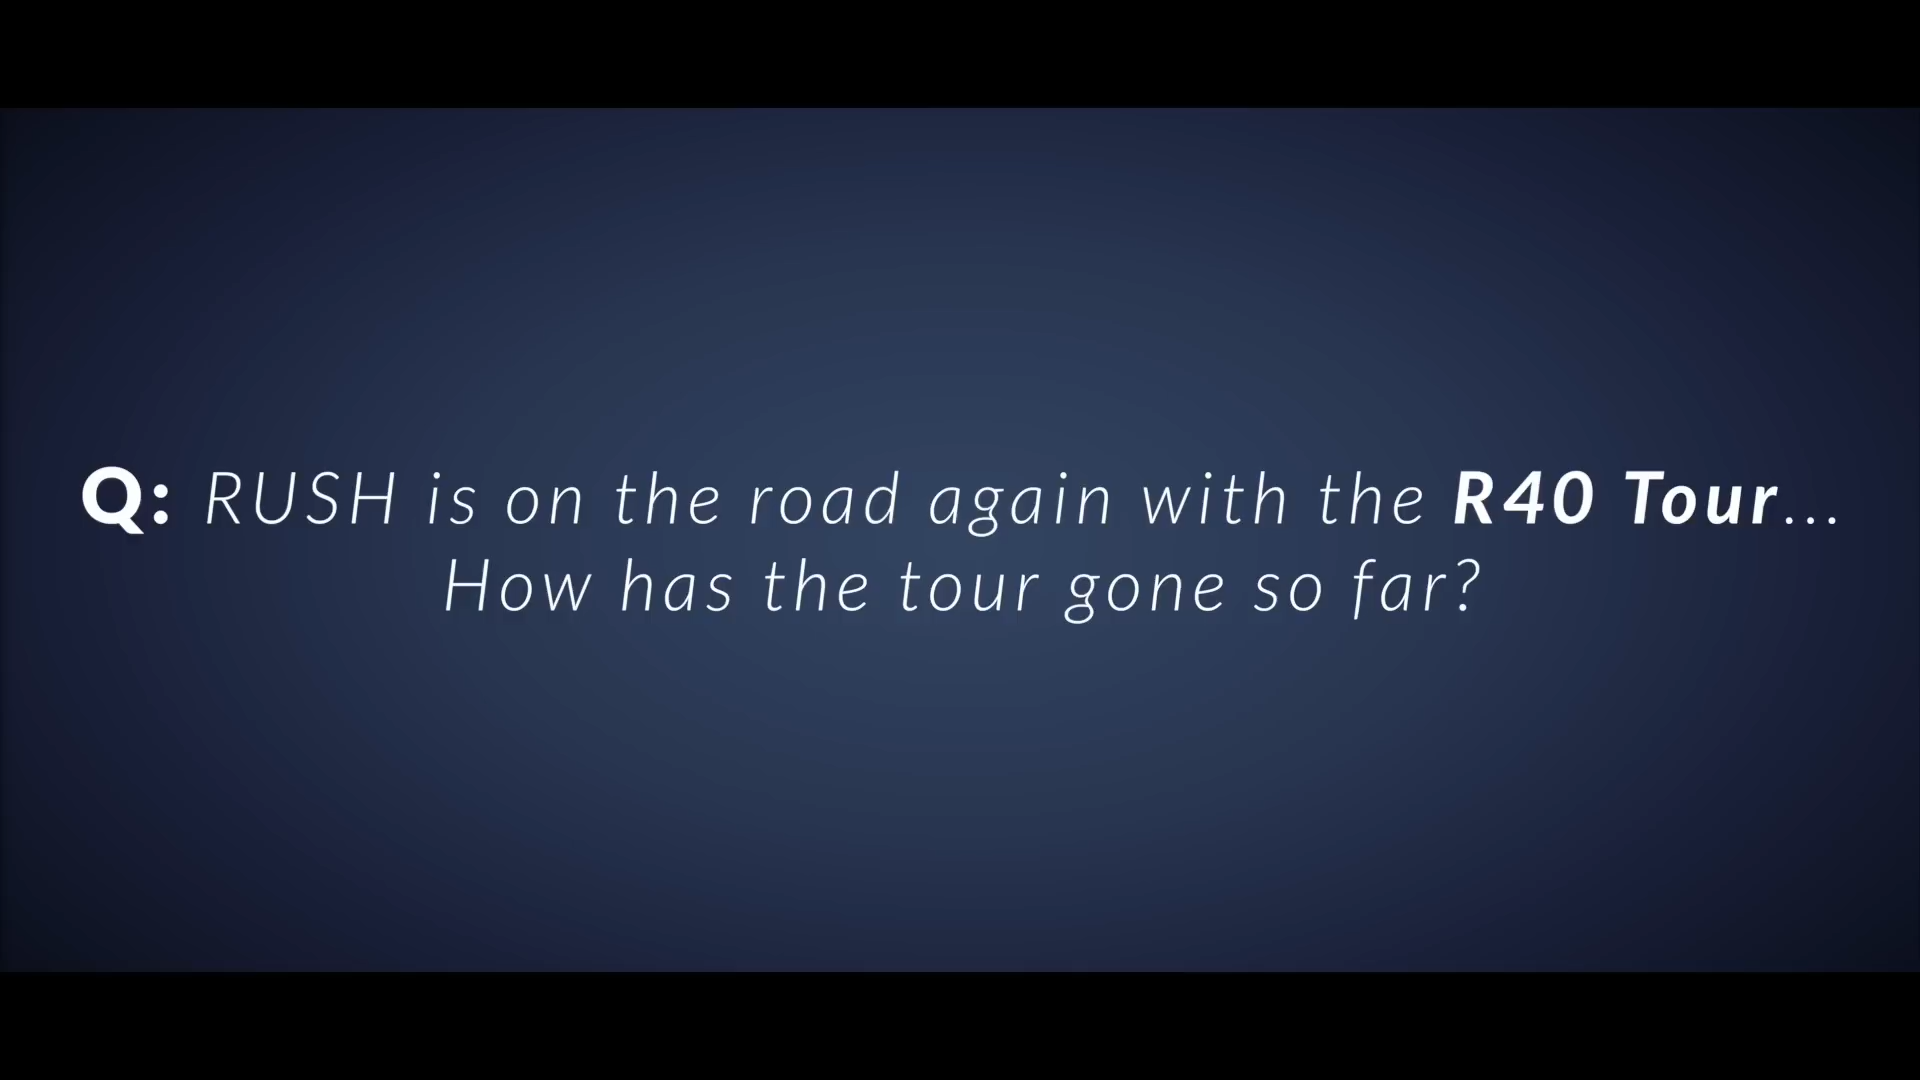 Q: RUSH is on the road again with the R40 Tour...
How has the tour gone so far?